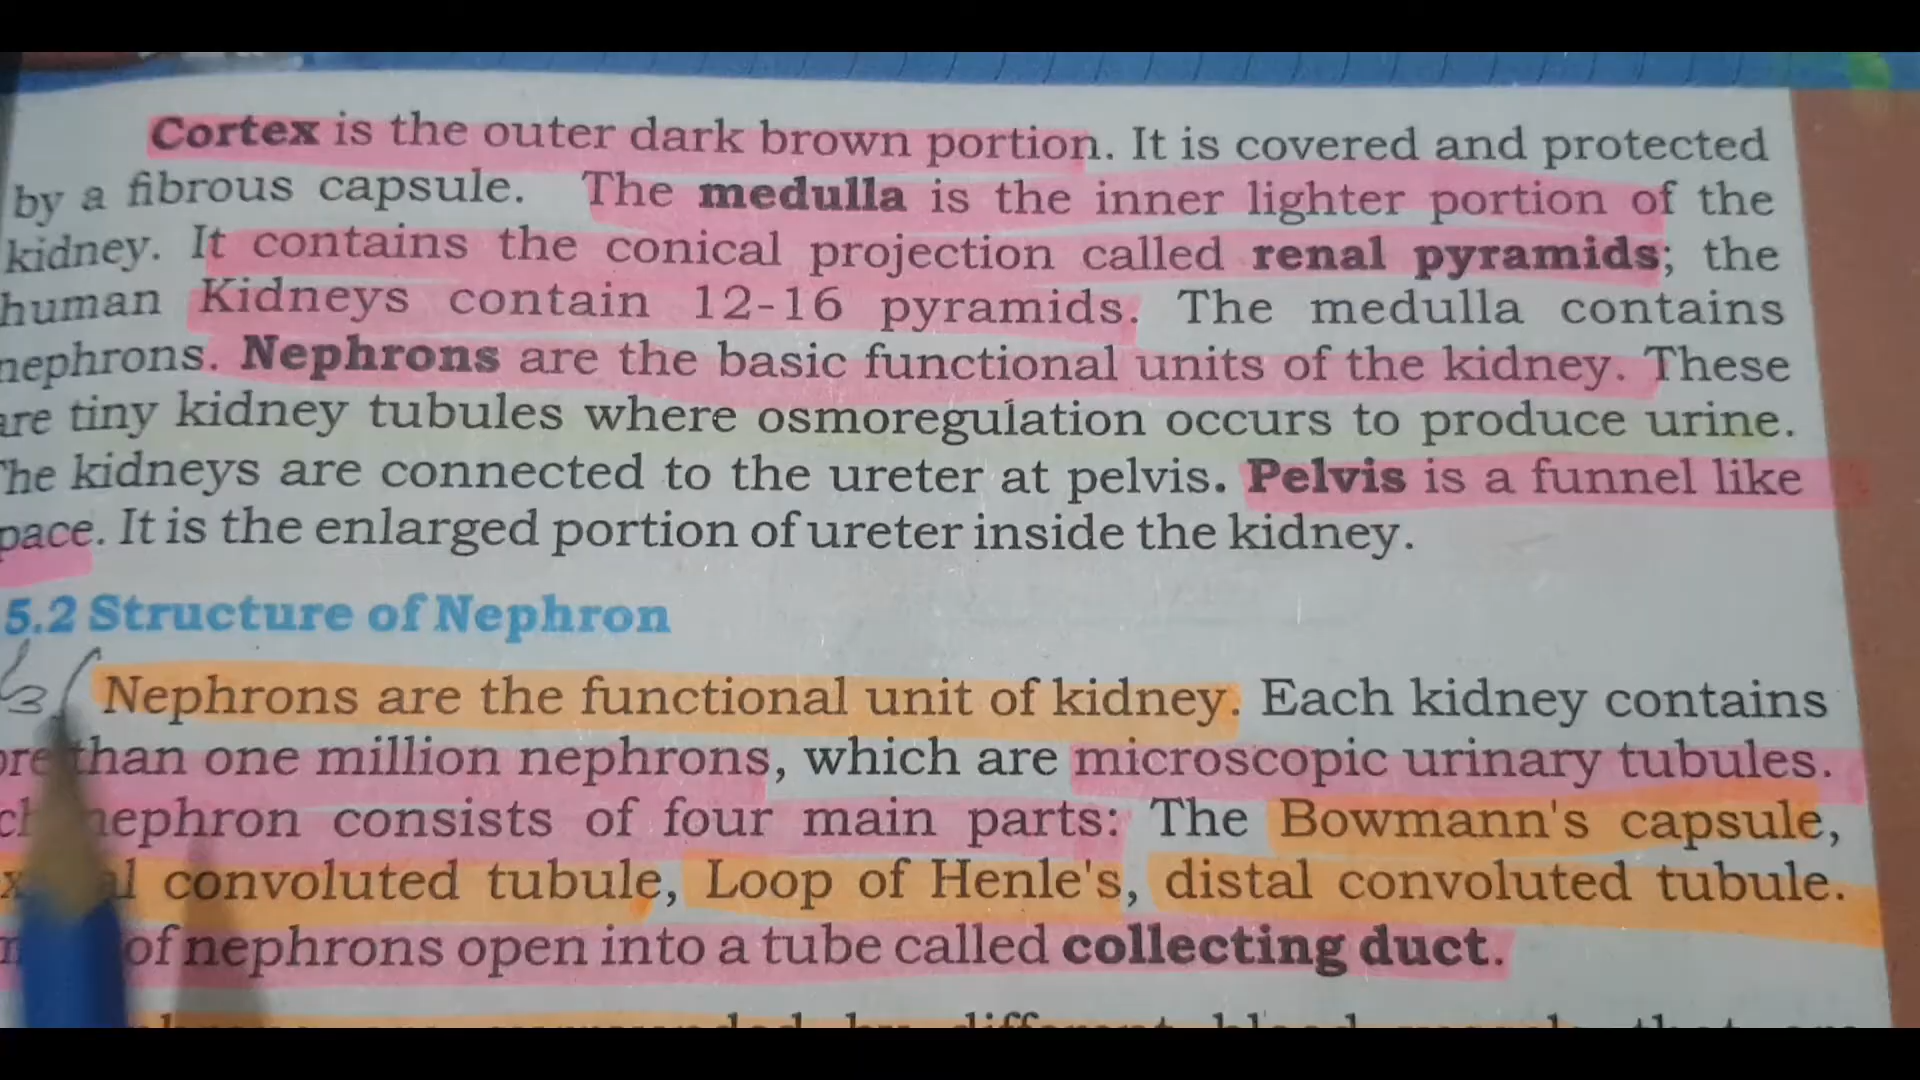 Cortex is the outer dark brown portion. It is covered and protected
by a fibrous capsule. The medulla is the inner lighter portion of the
kidney. It contains the conical projection called renal pyramids; the
human Kidneys contain 12-16 pyramids. The medulla contains
nephrons. Nephrons are the basic functional units of the kidney. These
are tiny kidney tubules where osmoregulation occurs to produce urine.
The kidneys are connected to the ureter at pelvis. Pelvis is a funnel like
pace. It is the enlarged portion of ureter inside the kidney.
5.2 Structure of Nephron
Nephrons are the functional unit of kidney. Each kidney contains
ore than one million nephrons, which are microscopic urinary tubules.
nephron consists of four main parts: The Bowmann's capsule,
convoluted tubule, Loop of Henle's, distal convoluted tubule.
of nephrons open into a tube called collecting duct.